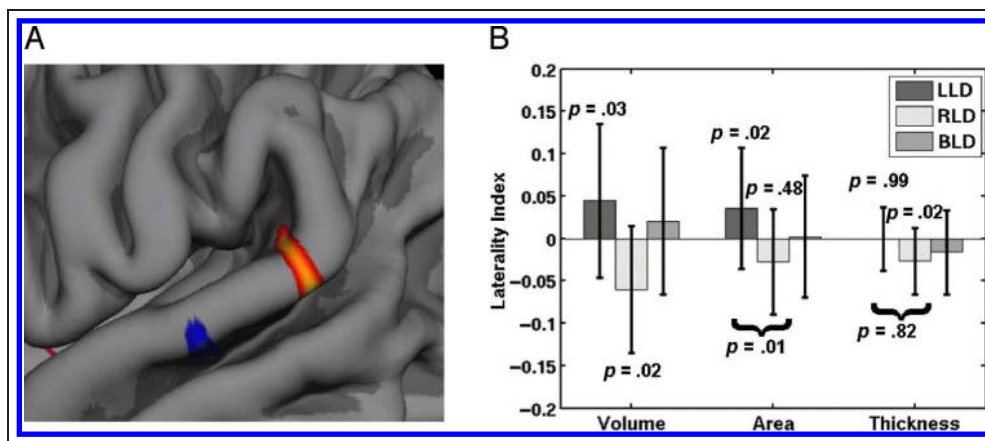 A
B
Laterality Index
0.2
0.15
0.1
0.05
0
−0.05
−0.1
−0.15
−0.2
p = .03
p = .02
p = .02
p = .48
p = .01
p = .99
p = .02
p = .82
LLD
RLD
BLD
Volume Area Thickness